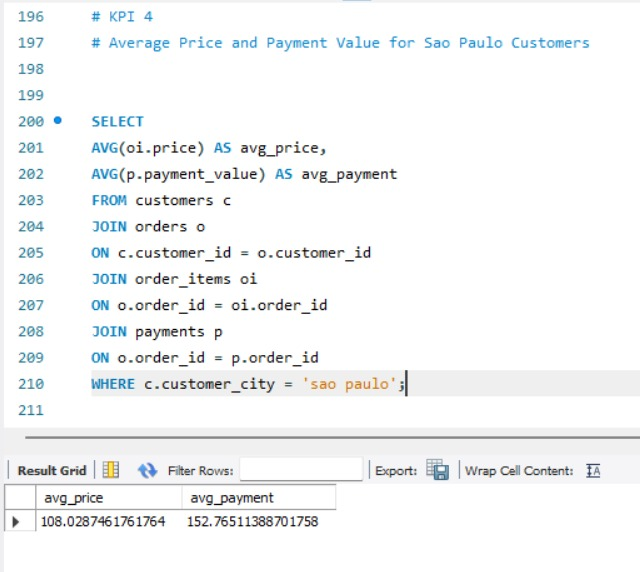 196 # KPI 4
197 # Average Price and Payment Value for Sao Paulo Customers
198
199
200 SELECT
201 AVG(oi.price) AS avg_price,
202 AVG(p.payment_value) AS avg_payment
203 FROM customers c
204 JOIN orders o
205 ON c.customer_id = o.customer_id
206 JOIN order_items oi
207 ON o.order_id = oi.order_id
208 JOIN payments p
209 ON o.order_id = p.order_id
210 WHERE c.customer_city = 'sao paulo';
211
Result Grid Filter Rows: Export: Wrap Cell Content: IA
avg_price avg_payment
108.0287461761764 152.76511388701758